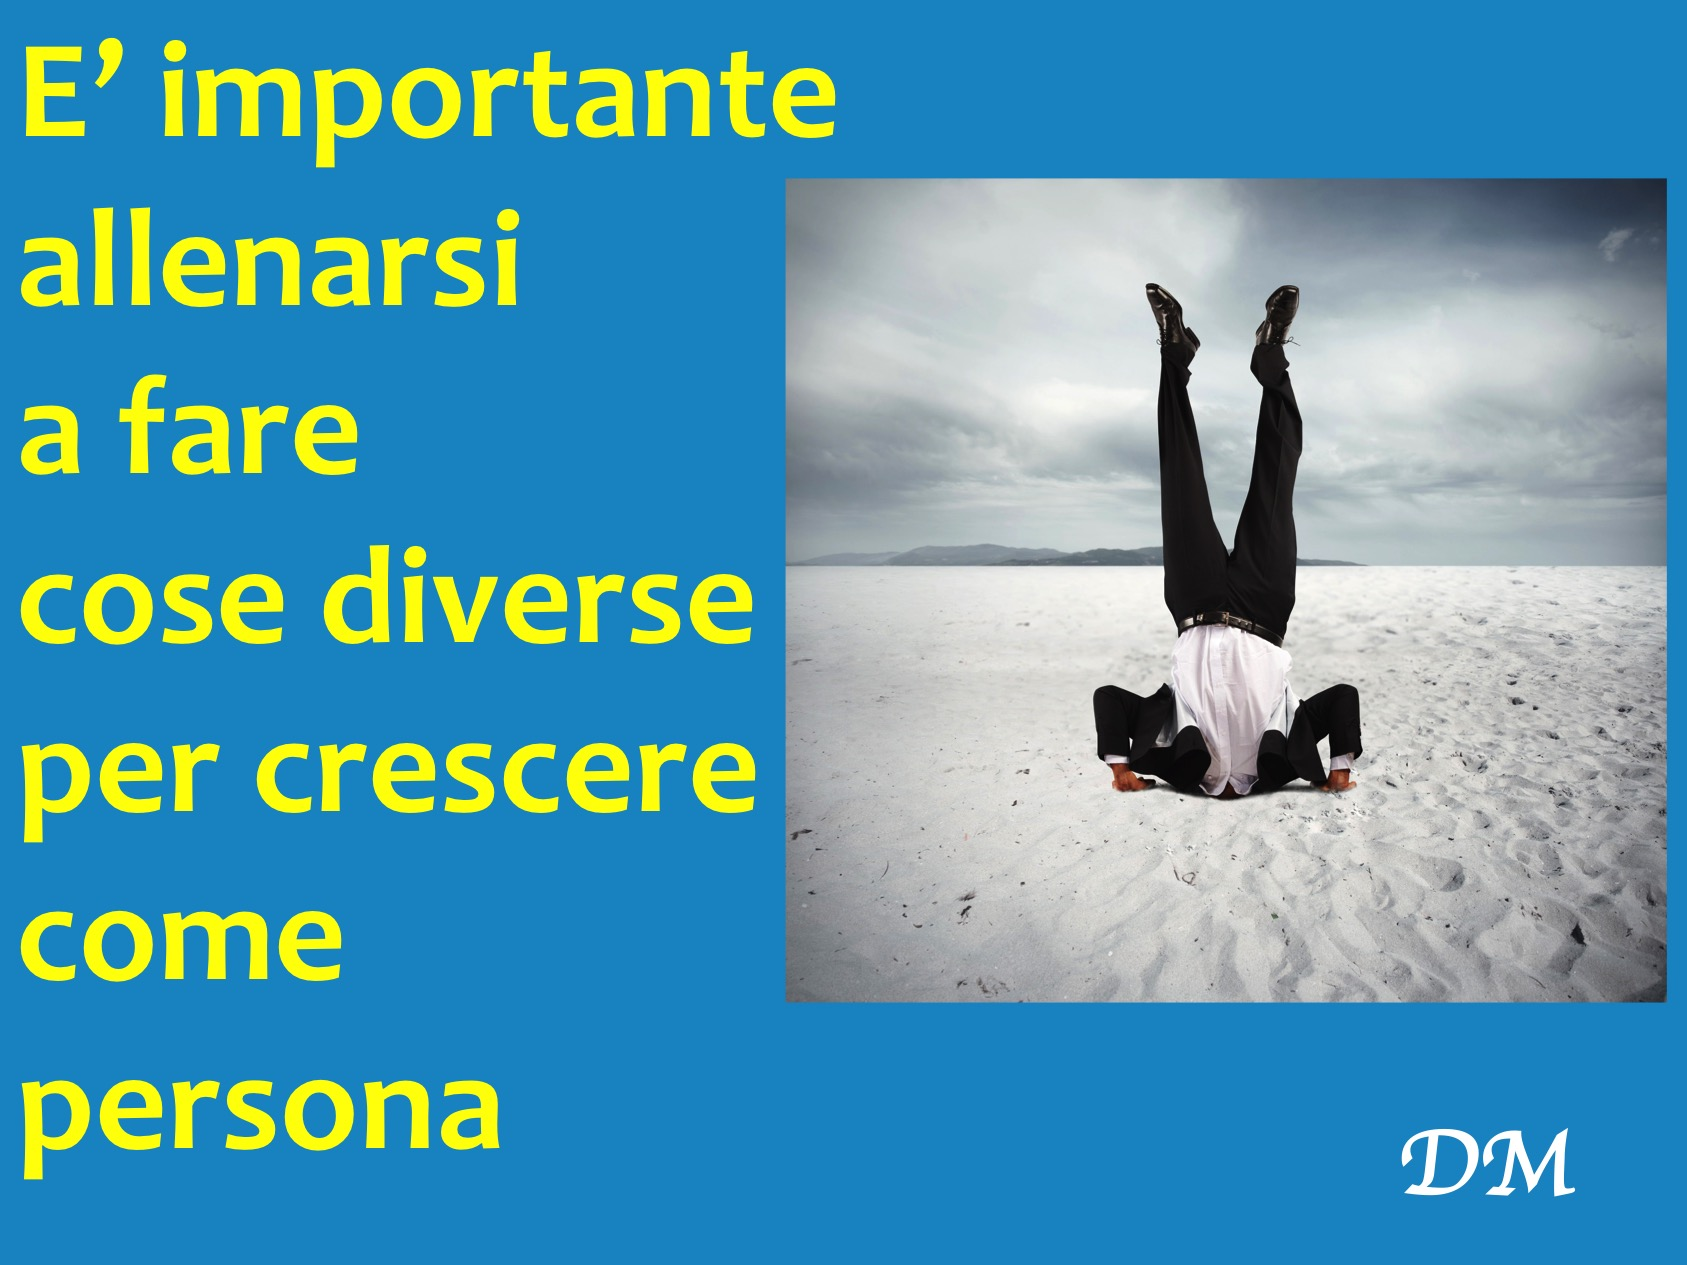 E’ importante
allenarsi
a fare
cose diverse
per crescere
come
persona
DM